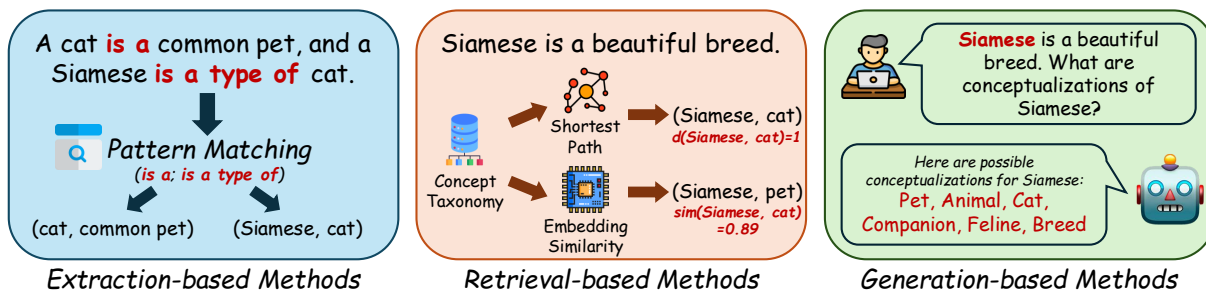 A cat is a common pet, and a
Siamese is a type of cat.
Pattern Matching
(is a; is a type of)
(cat, common pet)
(Siamese, cat)
Extraction-based Methods
Siamese is a beautiful breed.
Concept
Taxonomy
Shortest
Path
(Siamese, cat)
d(Siamese, cat)=1
Embedding
Similarity
(Siamese, pet)
sim(Siamese, cat)
=0.89
Retrieval-based Methods
Siamese is a beautiful
breed. What are
conceptualizations of
Siamese?
Here are possible
conceptualizations for Siamese:
Pet, Animal, Cat,
Companion, Feline, Breed
Generation-based Methods